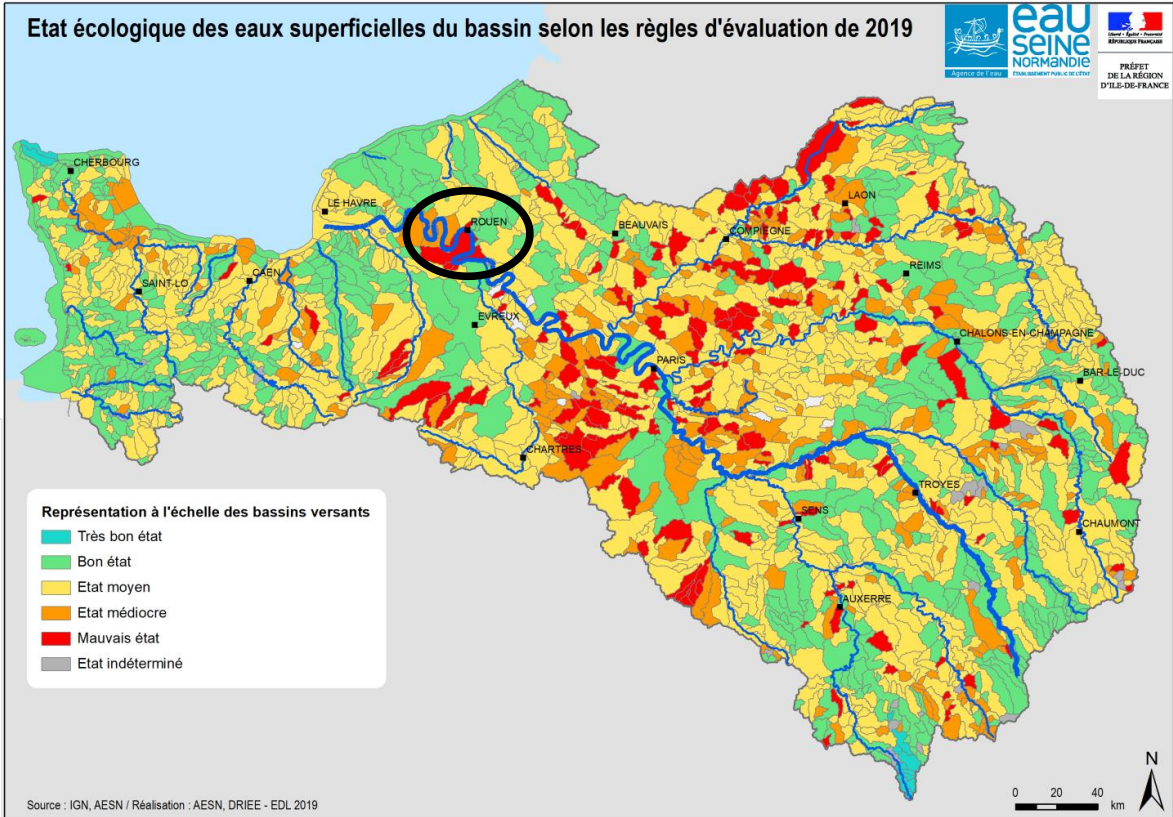 Etat écologique des eaux superficielles du bassin selon les règles d'évaluation de 2019
eau
SEINE
NORMANDIE
Agence de l'eau
ÉTABLISSEMENT PUBLIC DE L'ÉTAT
Liberté • Égalité • Fraternité
RÉPUBLIQUE FRANÇAISE
PRÉFET
DE LA RÉGION
D'ILE-DE-FRANCE
CHERBOURG
LE HAVRE
ROUEN
BEAUVAIS
COMPIEGNE
LAON
SAINT-LO
CAEN
EVREUX
REIMS
CHALONS-EN-CHAMPAGNE
PARIS
BAR-LE-DUC
CHARTRES
TROYES
SENS
CHAUMONT
AUXERRE
Représentation à l'échelle des bassins versants
Très bon état
Bon état
Etat moyen
Etat médiocre
Mauvais état
Etat indéterminé
N
0 20 40
km
Source : IGN, AESN / Réalisation : AESN, DRIEE - EDL 2019